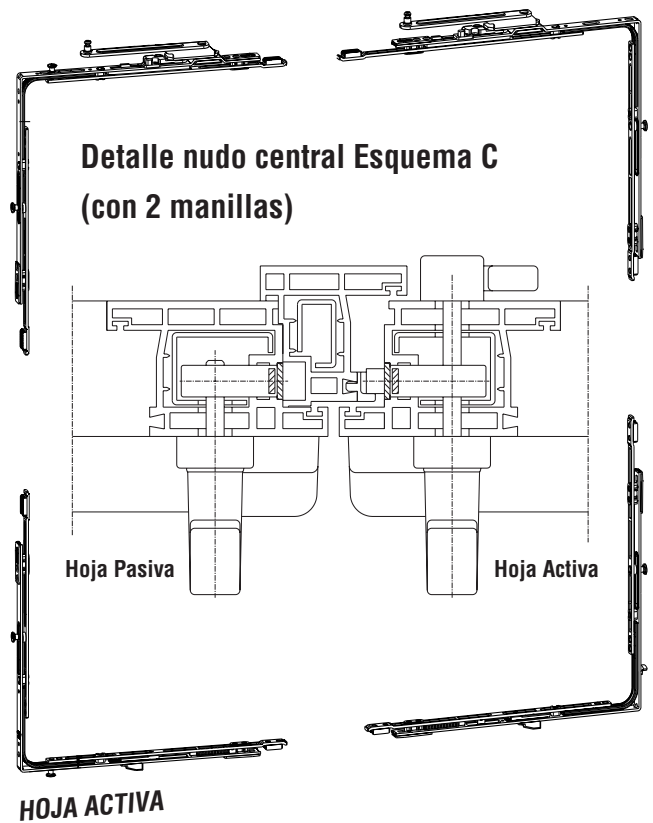 Detalle nudo central Esquema C
(con 2 manillas)
Hoja Pasiva
Hoja Activa
HOJA ACTIVA